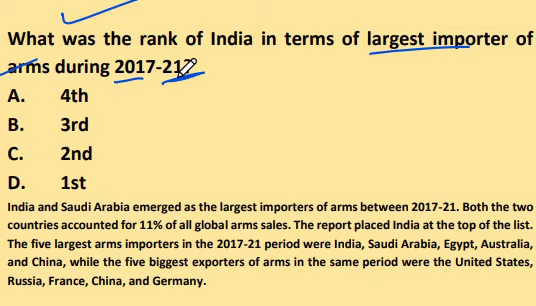 What was the rank of India in terms of largest importer of
arms during 2017-21?
A. 4th
B. 3rd
C. 2nd
D. 1st
India and Saudi Arabia emerged as the largest importers of arms between 2017-21. Both the two
countries accounted for 11% of all global arms sales. The report placed India at the top of the list.
The five largest arms importers in the 2017-21 period were India, Saudi Arabia, Egypt, Australia,
and China, while the five biggest exporters of arms in the same period were the United States,
Russia, France, China, and Germany.